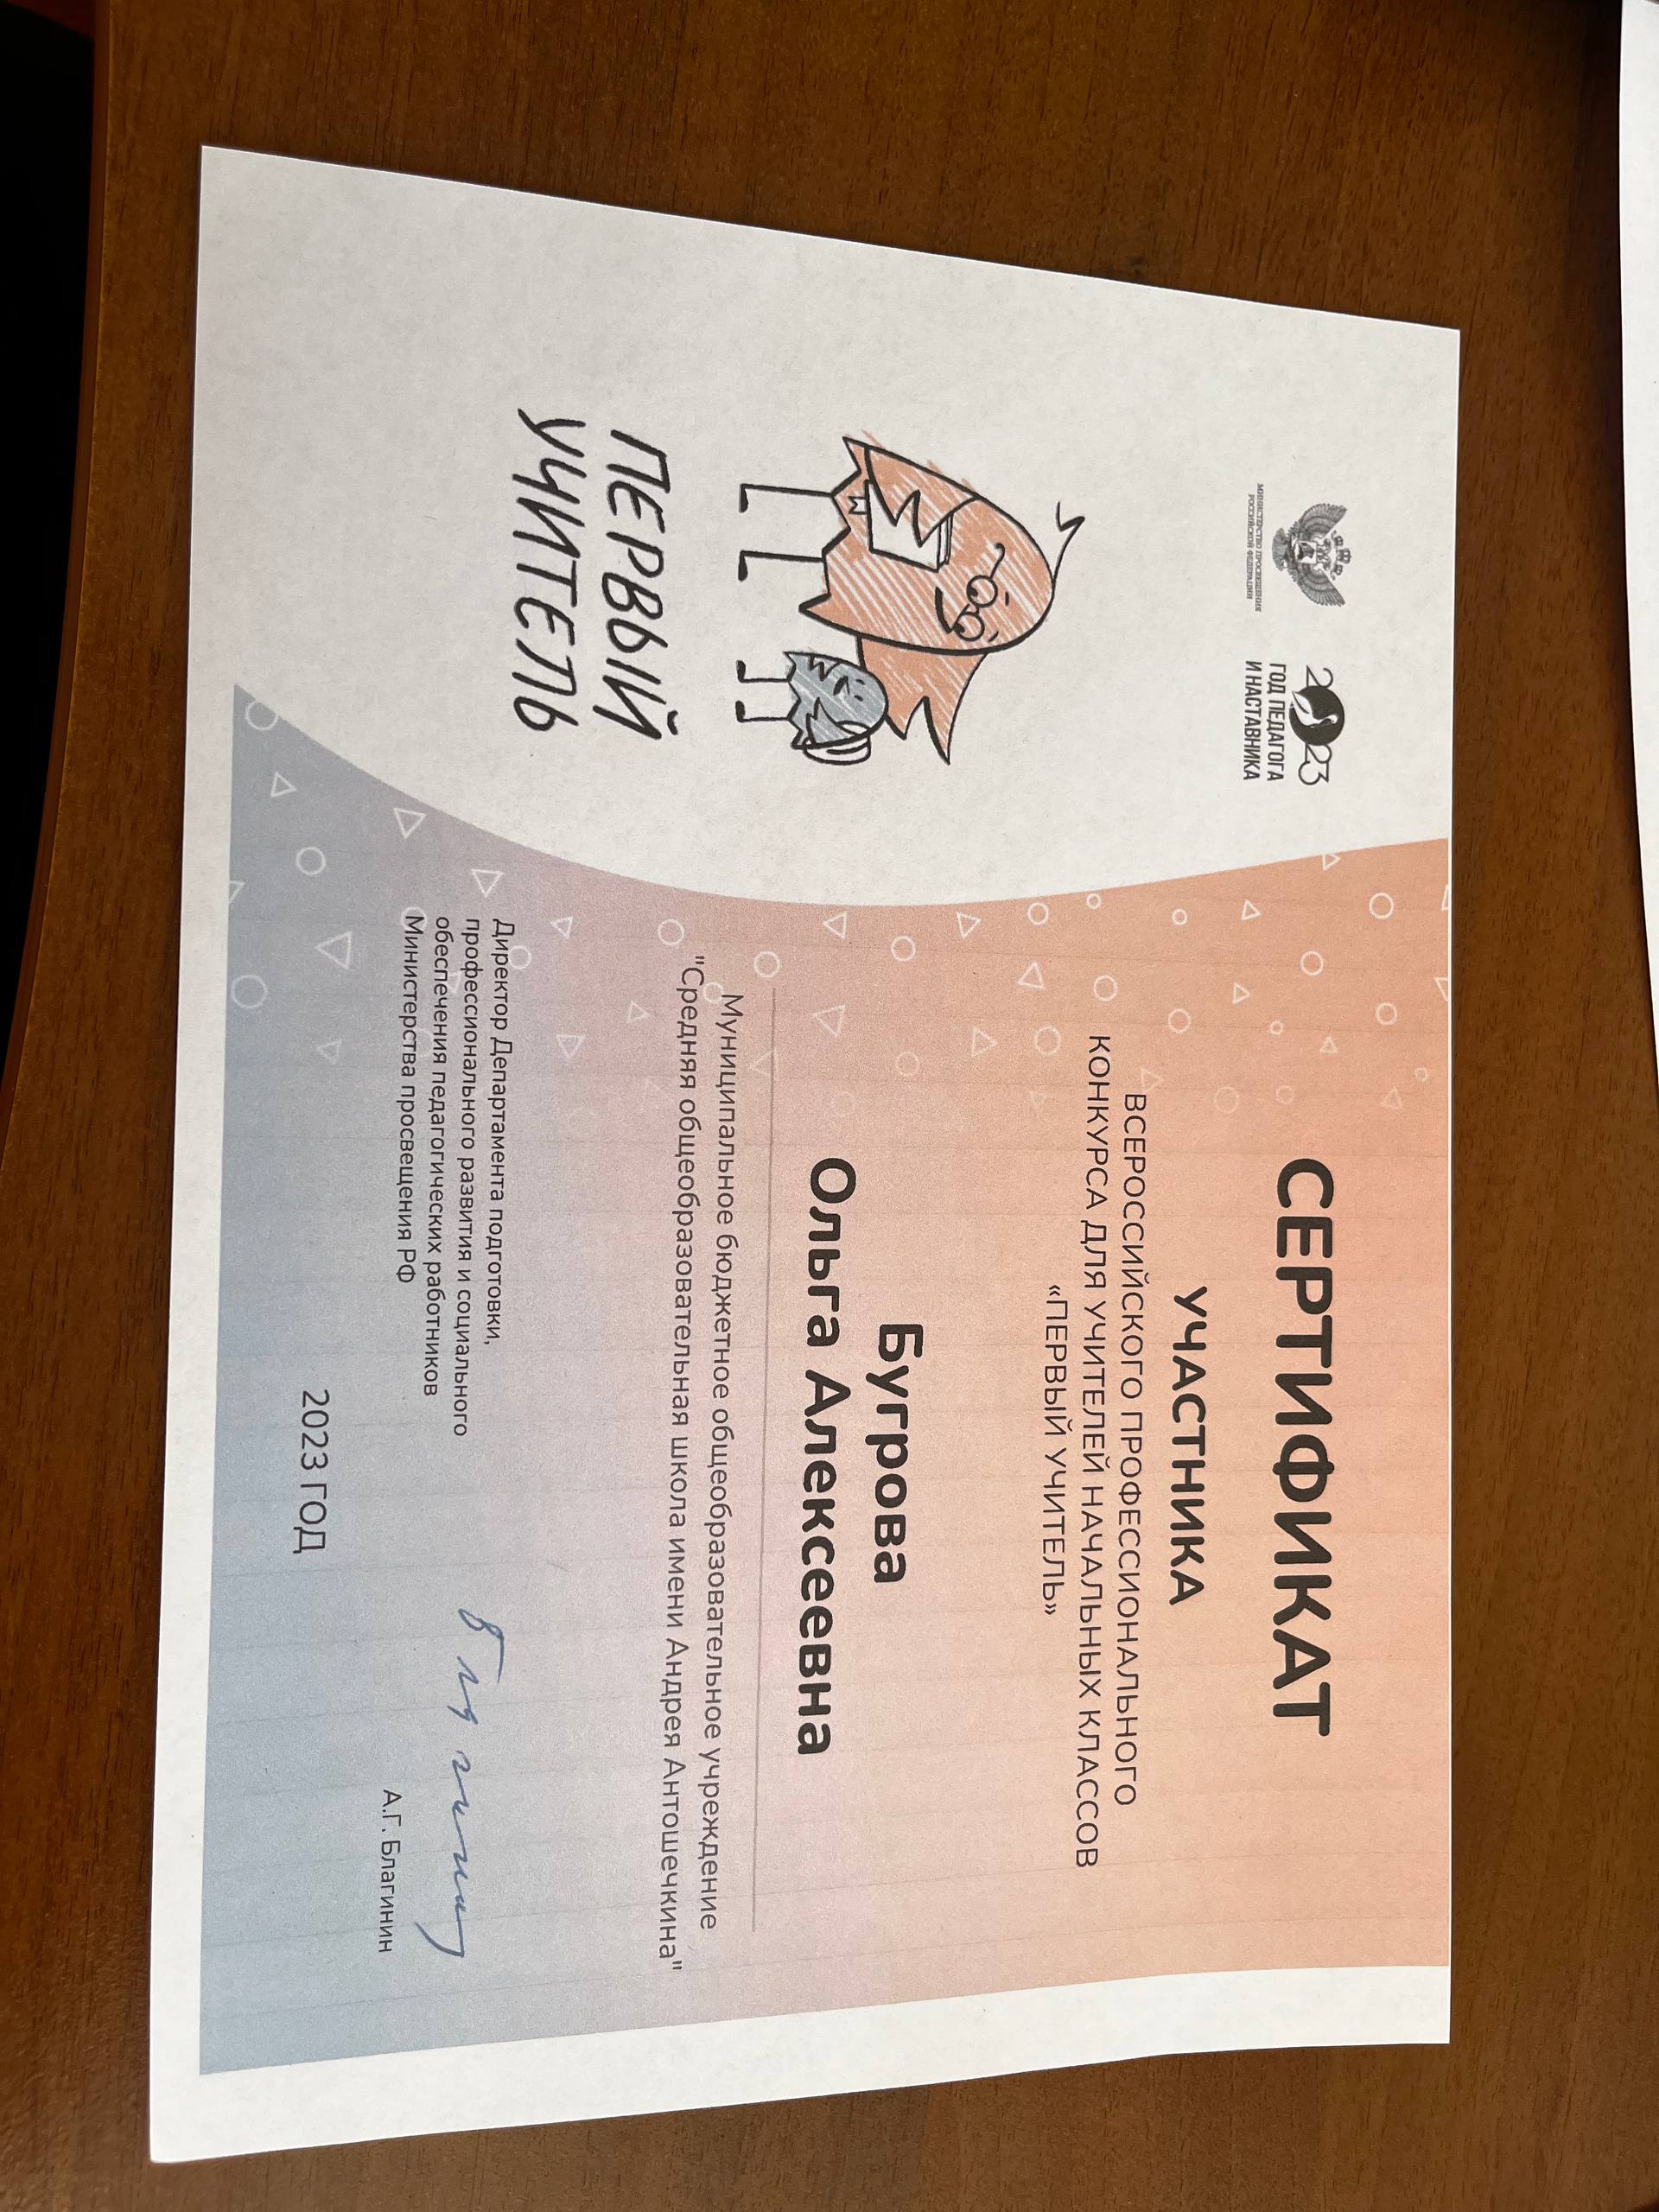 МИНИСТЕРСТВО ПРОСВЕЩЕНИЯ
РОССИЙСКОЙ ФЕДЕРАЦИИ
2023
ГОД ПЕДАГОГА
И НАСТАВНИКА
ПЕРВЫЙ
УЧИТЕЛЬ
СЕРТИФИКАТ
УЧАСТНИКА
ВСЕРОССИЙСКОГО ПРОФЕССИОНАЛЬНОГО
КОНКУРСА ДЛЯ УЧИТЕЛЕЙ НАЧАЛЬНЫХ КЛАССОВ
«ПЕРВЫЙ УЧИТЕЛЬ»
Бугрова
Ольга Алексеевна
Муниципальное бюджетное общеобразовательное учреждение
"Средняя общеобразовательная школа имени Андрея Антошечкина"
Директор Департамента подготовки,
профессионального развития и социального
обеспечения педагогических работников
Министерства просвещения РФ
А.Г. Благинин
2023 ГОД